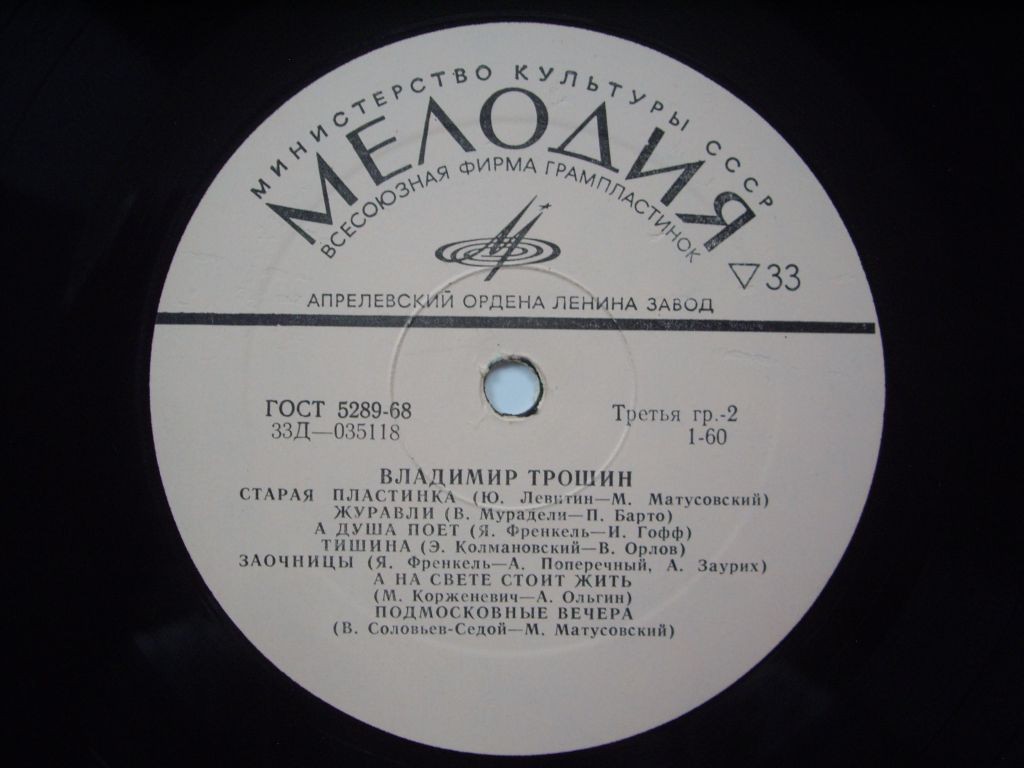 МИНИСТЕРСТВО КУЛЬТУРЫ СССР
МЕЛОДИЯ
ВСЕСОЮЗНАЯ ФИРМА ГРАМПЛАСТИНОК
33
АПРЕЛЕВСКИЙ ОРДЕНА ЛЕНИНА ЗАВОД
ГОСТ 5289-68
Третья гр.-2
33Д—035118
1-60
ВЛАДИМИР ТРОШИН
СТАРАЯ ПЛАСТИНКА (Ю. Левитин—М. Матусовский)
ЖУРАВЛИ (В. Мурадели—П. Барто)
А ДУША ПОЕТ (Я. Френкель—И. Гофф)
ТИШИНА (Э. Колмановский—В. Орлов)
ЗАОЧНИЦЫ (Я. Френкель—А. Поперечный, А. Заурих)
А НА СВЕТЕ СТОИТ ЖИТЬ
(М. Корженевич—А. Ольгин)
ПОДМОСКОВНЫЕ ВЕЧЕРА
(В. Соловьев-Седой—М. Матусовский)